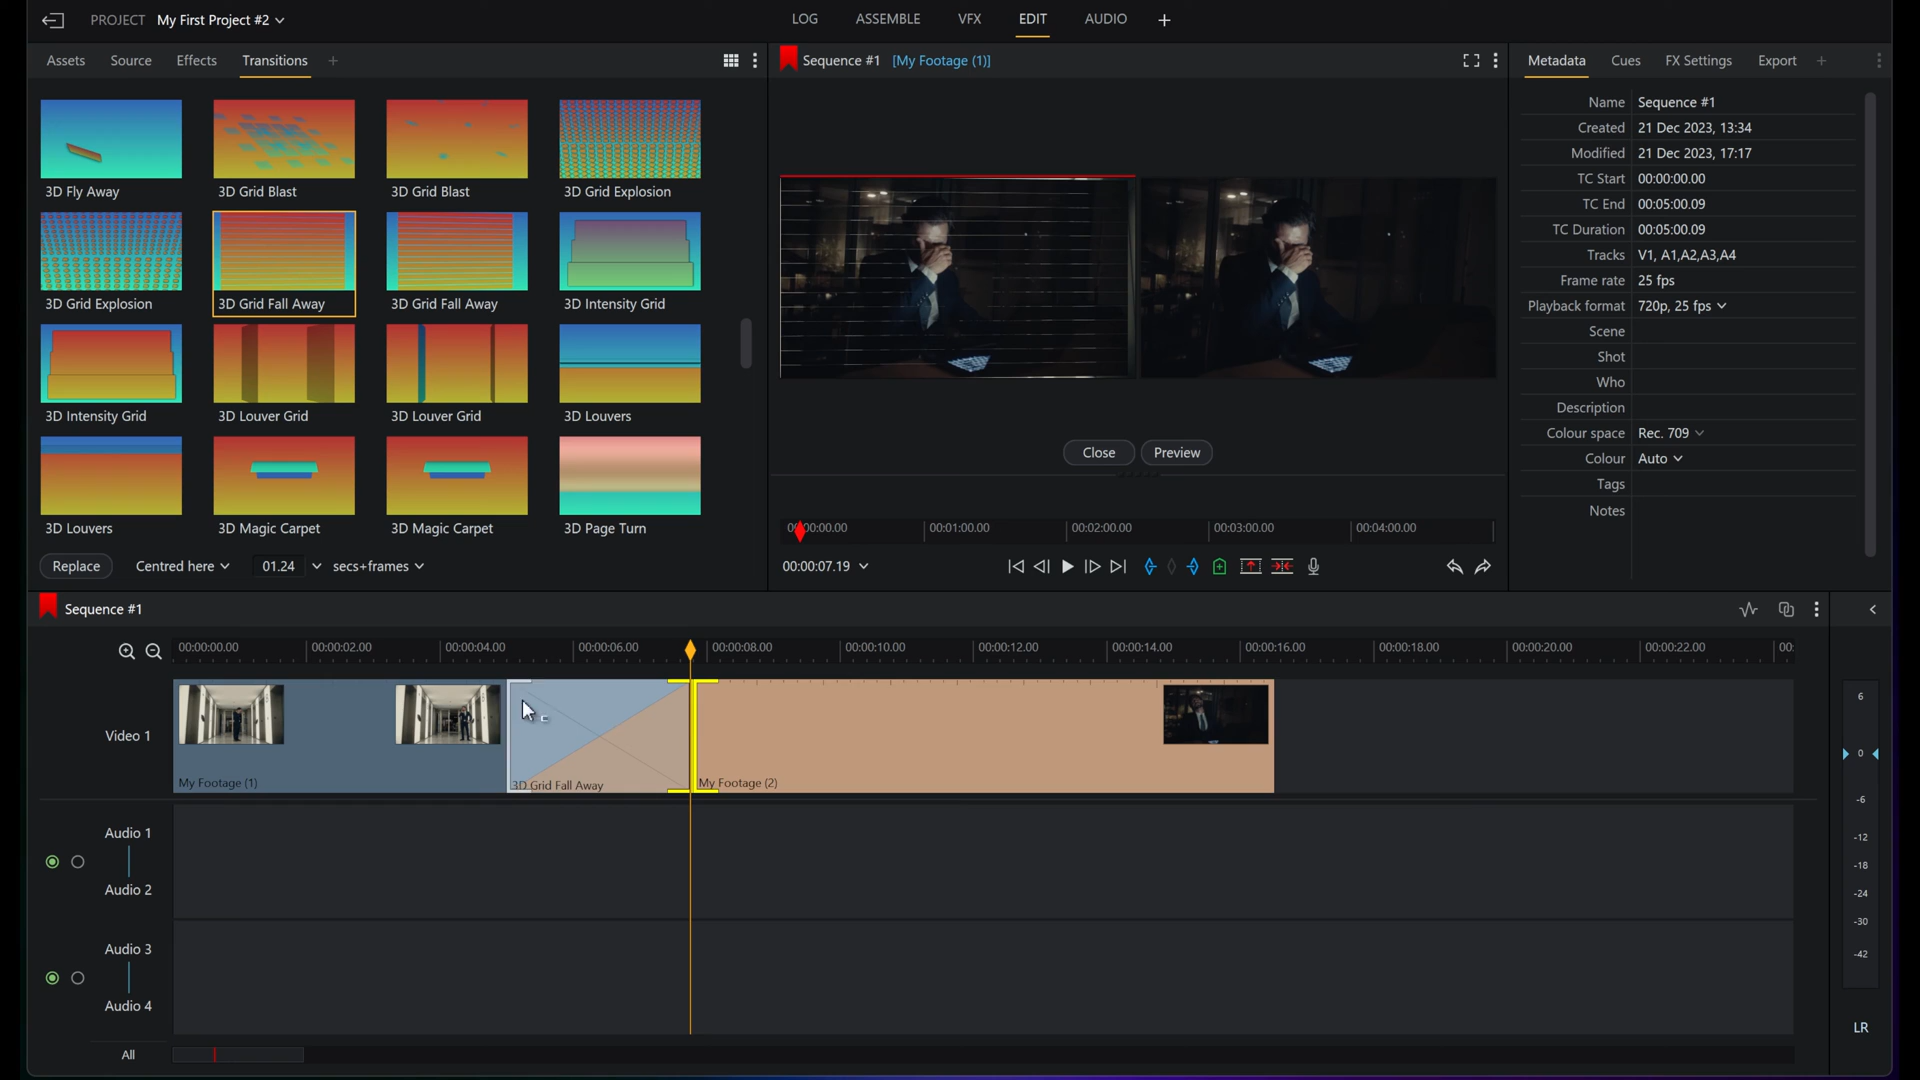 PROJECT My First Project #2
LOG ASSEMBLE VFX EDIT AUDIO
Assets Source Effects Transitions
Sequence #1 [My Footage (1)]
Metadata Cues FX Settings Export
3D Fly Away 3D Grid Blast 3D Grid Blast 3D Grid Explosion
3D Grid Explosion 3D Grid Fall Away 3D Grid Fall Away 3D Intensity Grid
3D Intensity Grid 3D Louver Grid 3D Louver Grid 3D Louvers
3D Louvers 3D Magic Carpet 3D Magic Carpet 3D Page Turn
Replace Centred here 01.24 secs+frames
Close Preview
00:00:00.00 00:01:00.00 00:02:00.00 00:03:00.00 00:04:00.00
00:00:07.19
Name Sequence #1
Created 21 Dec 2023, 13:34
Modified 21 Dec 2023, 17:17
TC Start 00:00:00.00
TC End 00:05:00.09
TC Duration 00:05:00.09
Tracks V1, A1,A2,A3,A4
Frame rate 25 fps
Playback format 720p, 25 fps
Scene
Shot
Who
Description
Colour space Rec. 709
Colour Auto
Tags
Notes
Sequence #1
00:00:00.00 00:00:02.00 00:00:04.00 00:00:06.00 00:00:08.00 00:00:10.00 00:00:12.00 00:00:14.00 00:00:16.00 00:00:18.00 00:00:20.00 00:00:22.00 00:
Video 1
My Footage (1) 3D Grid Fall Away My Footage (2)
Audio 1
Audio 2
Audio 3
Audio 4
All
6
0
-6
-12
-18
-24
-30
-42
LR